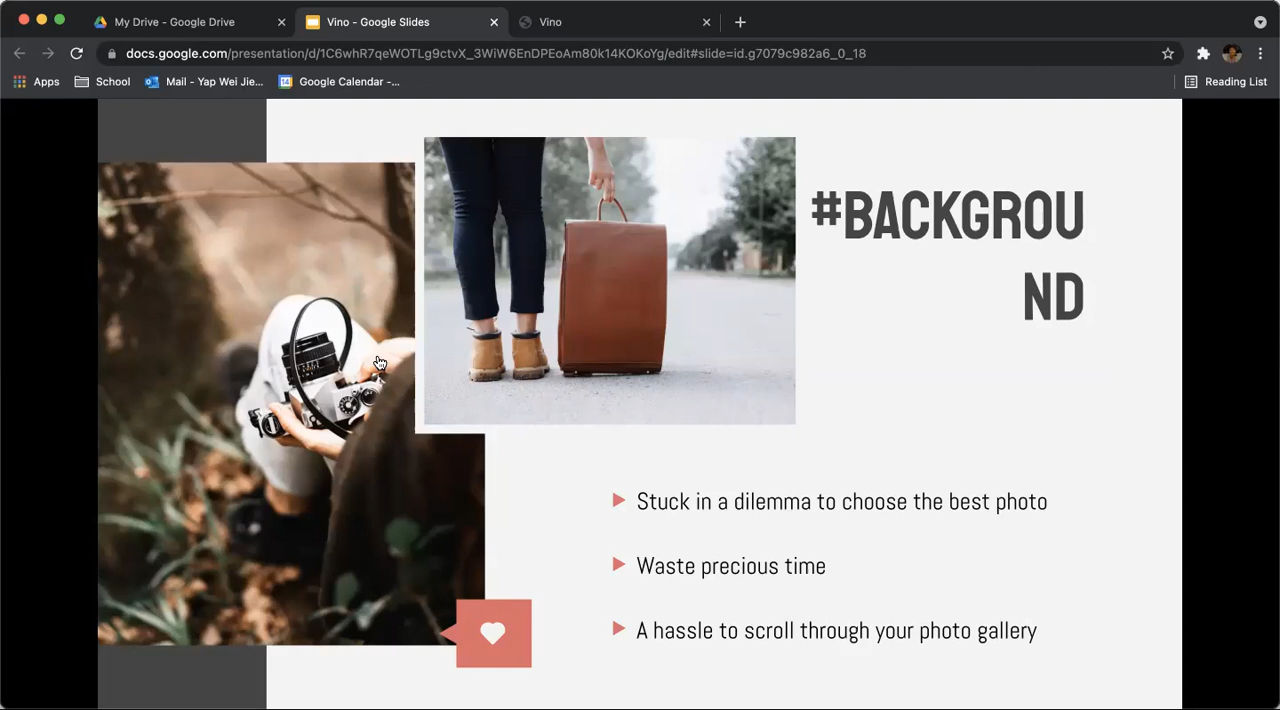 My Drive - Google Drive
Vino - Google Slides
Vino
docs.google.com/presentation/d/1C6whR7qeWOTLg9ctvX_3WiW6EnDPEoAm80k14KOKoYg/edit#slide=id.g7079c982a6_0_18
Apps
School
Mail - Yap Wei Jie...
14
Google Calendar -...
Reading List
#BACKGROU
ND
Stuck in a dilemma to choose the best photo
Waste precious time
A hassle to scroll through your photo gallery